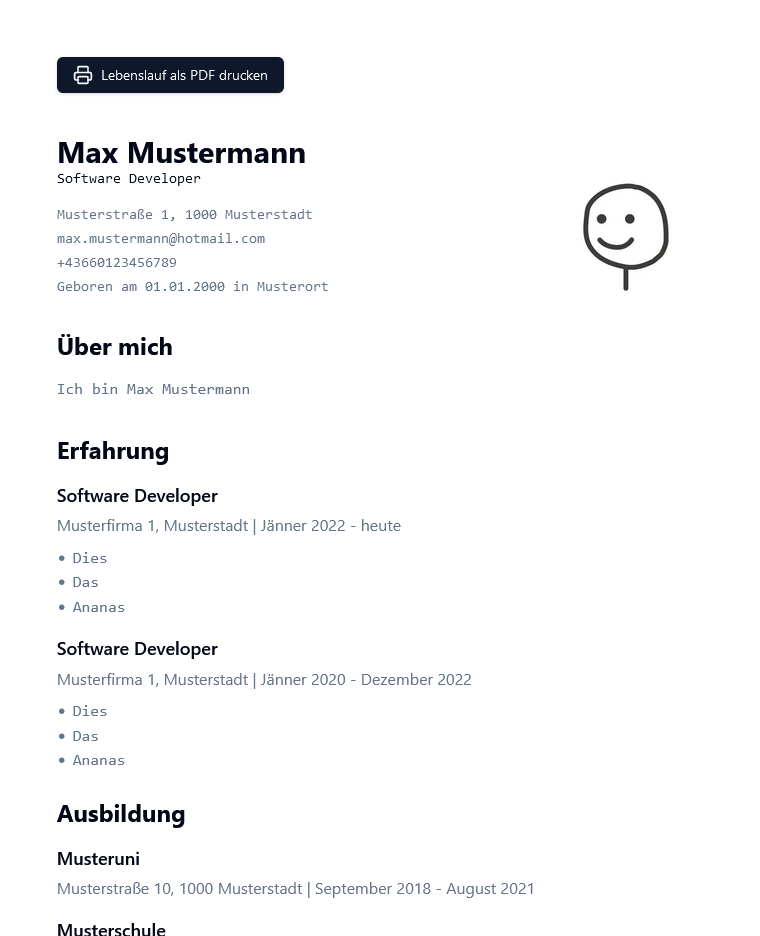 Lebenslauf als PDF drucken
Max Mustermann
Software Developer
Musterstraße 1, 1000 Musterstadt
max.mustermann@hotmail.com
+43660123456789
Geboren am 01.01.2000 in Musterort
Über mich
Ich bin Max Mustermann
Erfahrung
Software Developer
Musterfirma 1, Musterstadt | Jänner 2022 - heute
• Dies
• Das
• Ananas
Software Developer
Musterfirma 1, Musterstadt | Jänner 2020 - Dezember 2022
• Dies
• Das
• Ananas
Ausbildung
Musteruni
Musterstraße 10, 1000 Musterstadt | September 2018 - August 2021
Musterschule